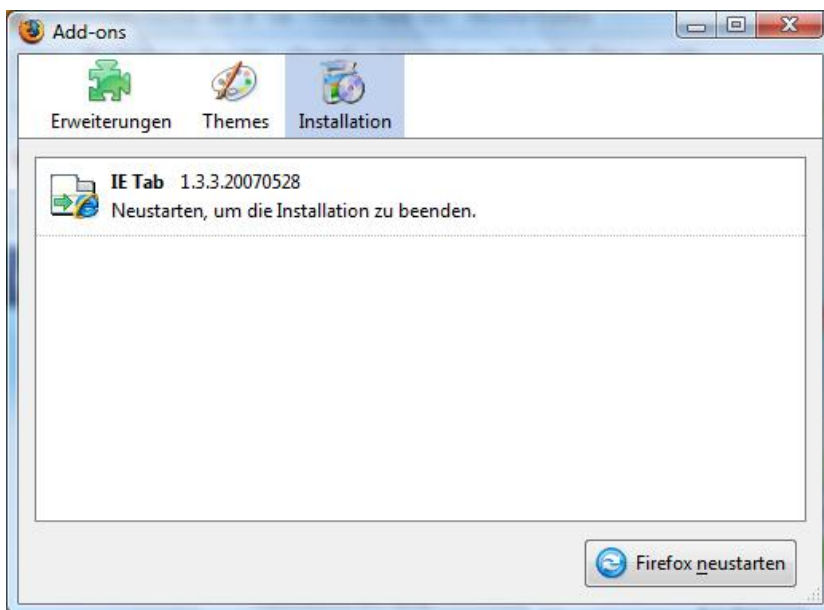 Add-ons
Erweiterungen Themes Installation
IE Tab 1.3.3.20070528
Neustarten, um die Installation zu beenden.
Firefox neustarten